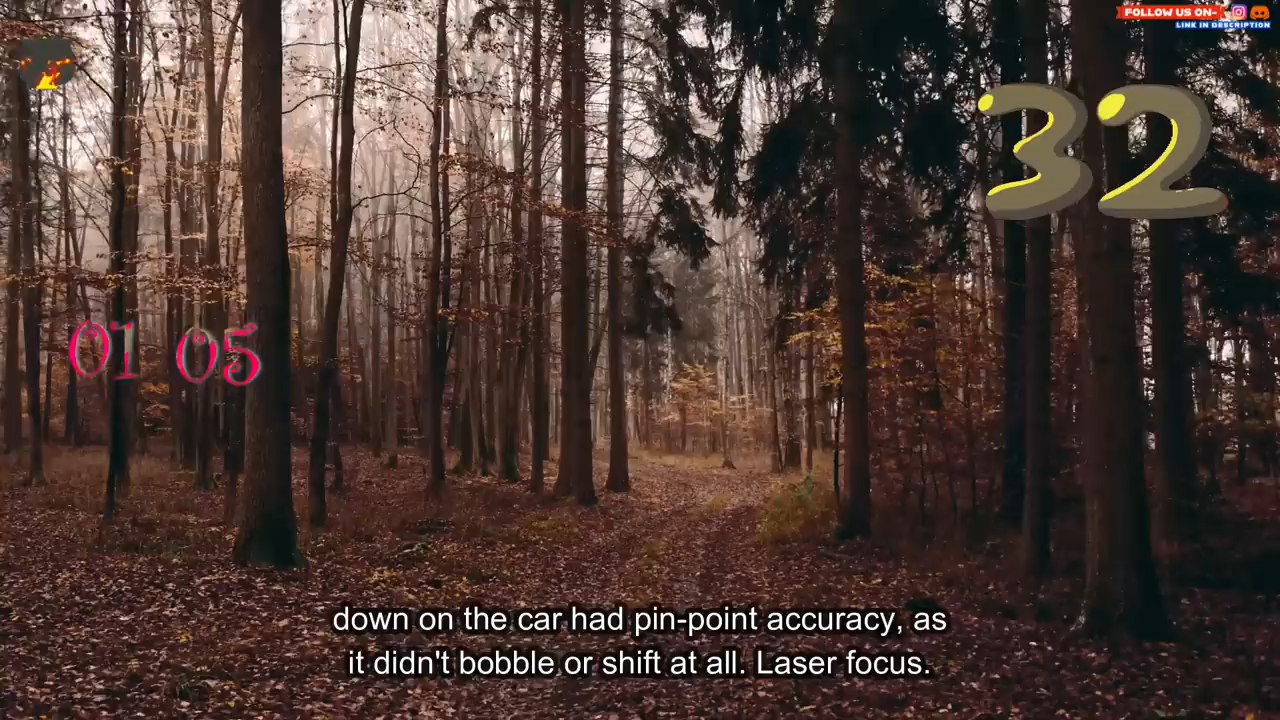 FOLLOW US ON-
LINK IN DESCRIPTION
32
01 05
down on the car had pin-point accuracy, as
it didn't bobble or shift at all. Laser focus.